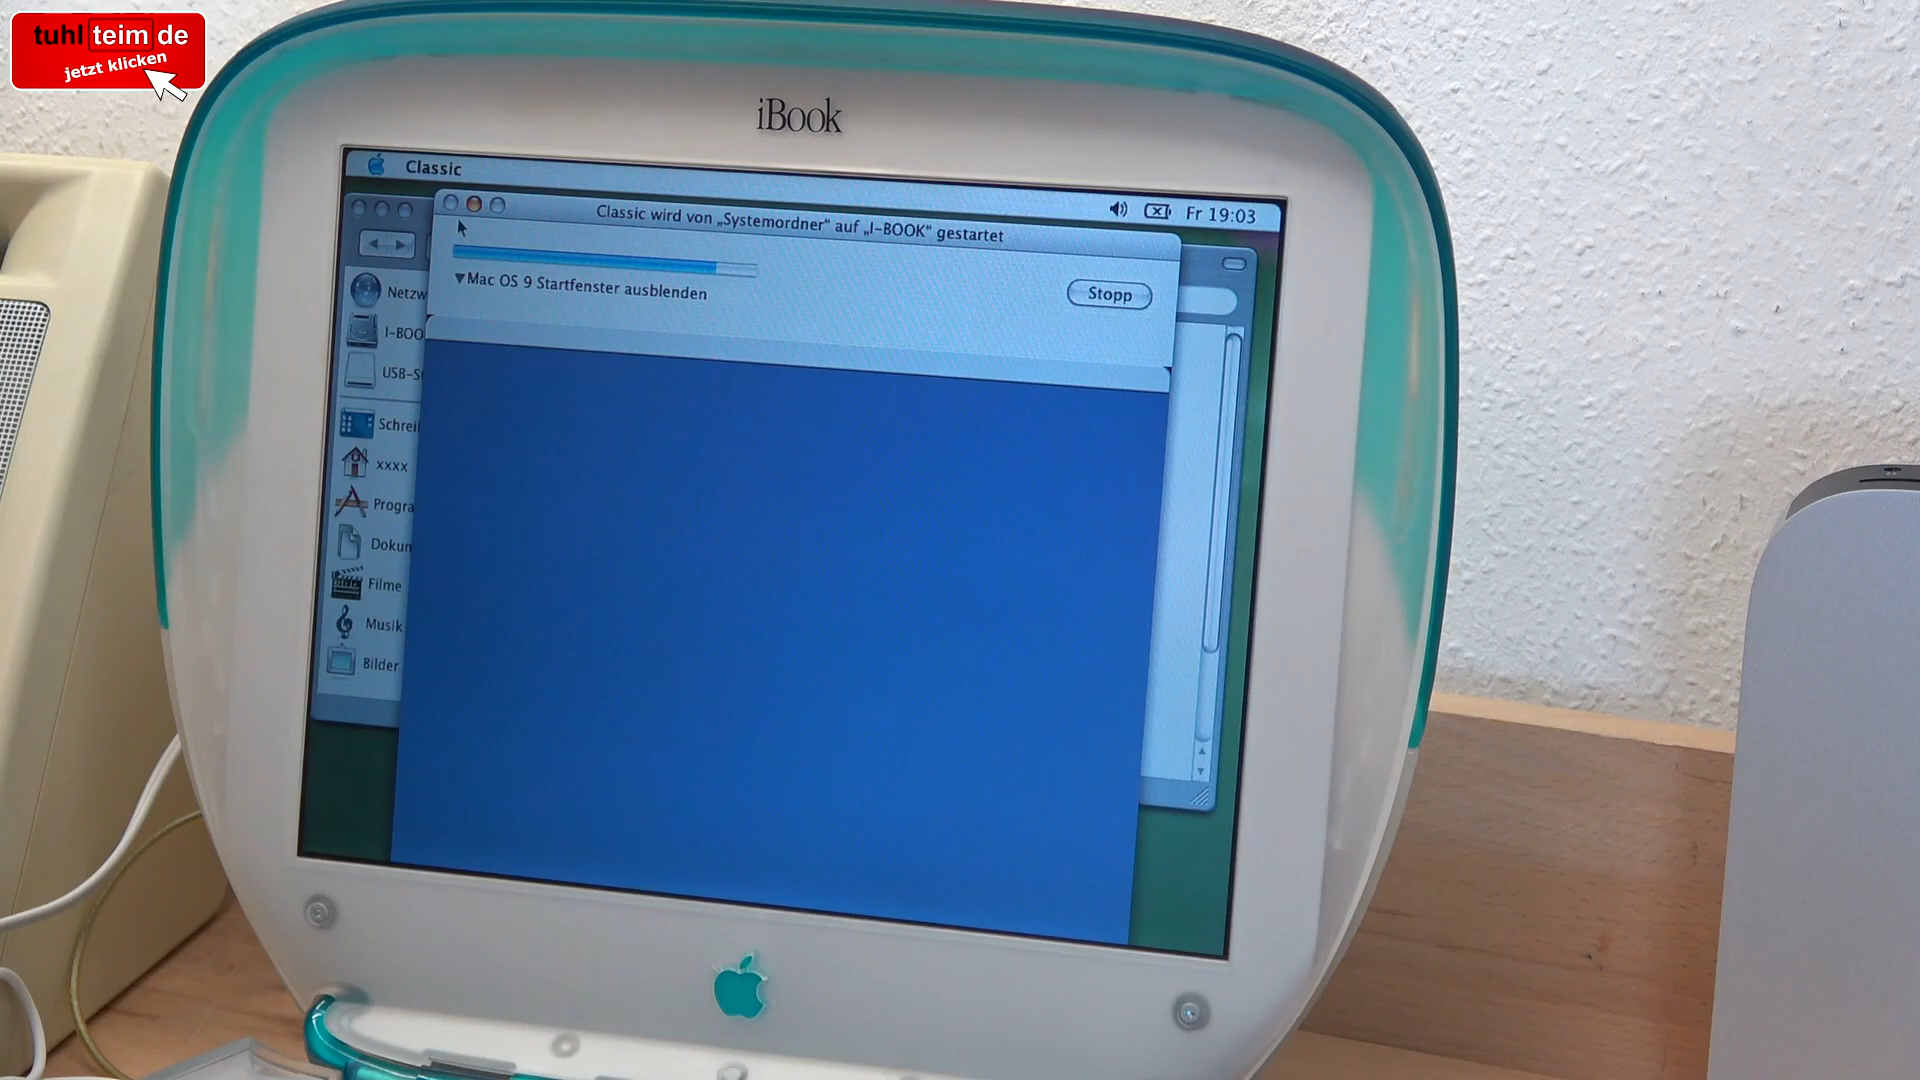 tuhl teim de
jetzt klicken
iBook
Classic
Fr 19:03
Classic wird von „Systemordner“ auf „I-BOOK“ gestartet
Mac OS 9 Startfenster ausblenden
Stopp
Netzw
I-BOO
USB-S
Schrei
xxxx
Progra
Dokun
Filme
Musik
Bilder